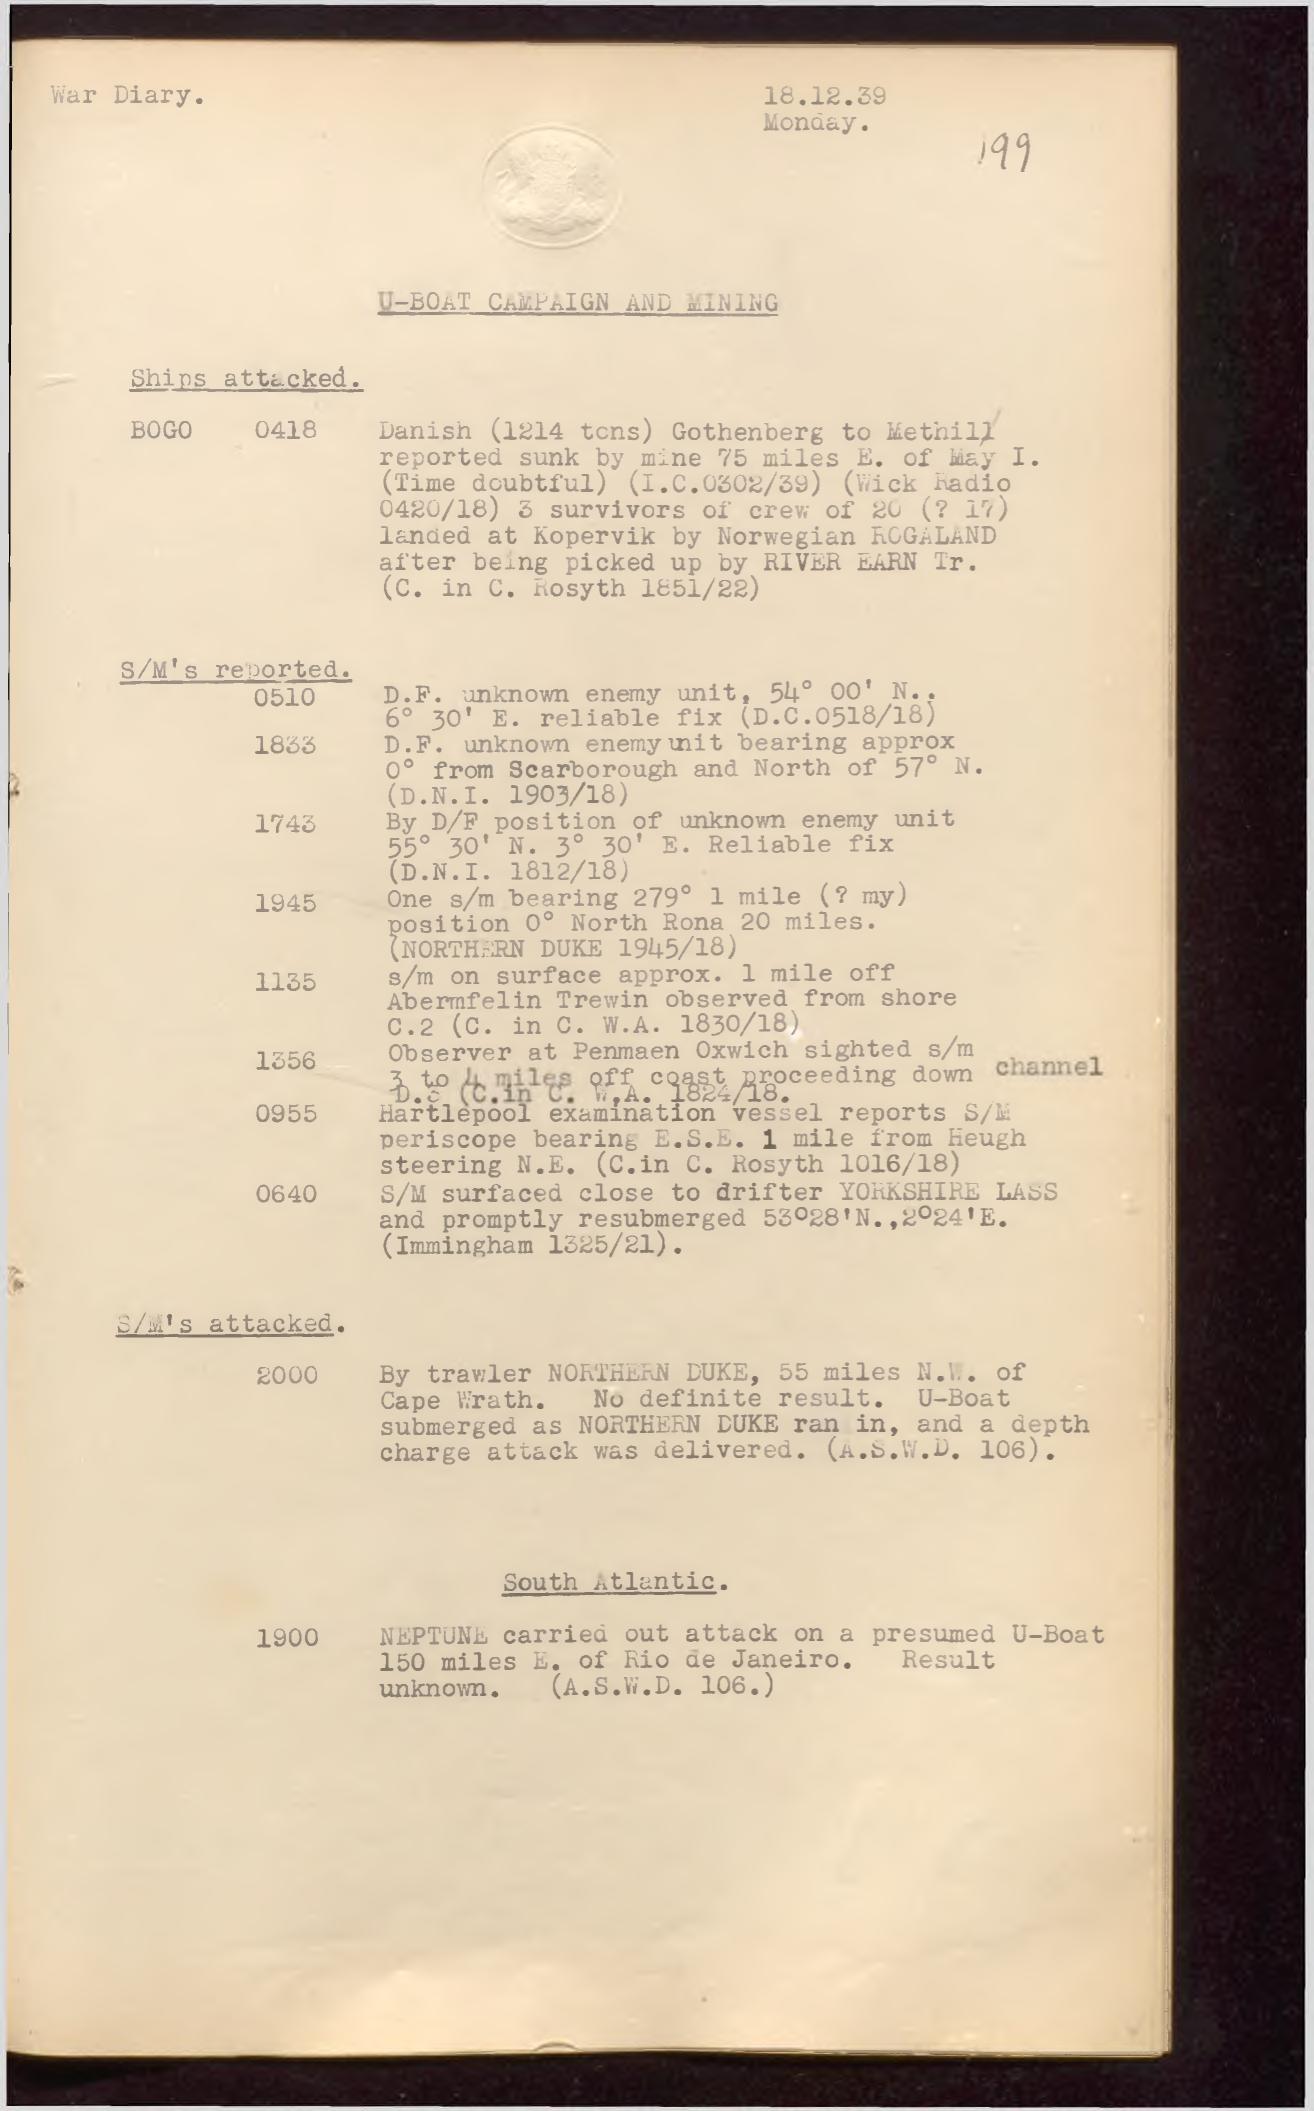 War Diary.
18.12.39
Monday.
199
U-BOAT CAMPAIGN AND MINING
Ships attacked.
BOGO 0418 Danish (1214 tons) Gothenberg to Methill
reported sunk by mine 75 miles E. of May I.
(Time doubtful) (I.C.0302/39) (Wick Radio
0420/18) 3 survivors of crew of 20 (? 17)
landed at Kopervik by Norwegian ROGALAND
after being picked up by RIVER EARN Tr.
(C. in C. Rosyth 1851/22)
S/M's reported.
0510 D.F. unknown enemy unit, 54° 00' N..
6° 30' E. reliable fix (D.C.0518/18)
1833 D.F. unknown enemy unit bearing approx
0° from Scarborough and North of 57° N.
(D.N.I. 1903/18)
1743 By D/F position of unknown enemy unit
55° 30' N. 3° 30' E. Reliable fix
(D.N.I. 1812/18)
1945 One s/m bearing 279° 1 mile (? my)
position 0° North Rona 20 miles.
(NORTHERN DUKE 1945/18)
1135 s/m on surface approx. 1 mile off
Abermfelin Trewin observed from shore
C.2 (C. in C. W.A. 1830/18)
1356 Observer at Penmaen Oxwich sighted s/m
3 to 4 miles off coast proceeding down channel
(C.in C. W.A. 1824/18.
0955 Hartlepool examination vessel reports S/M
periscope bearing E.S.E. 1 mile from Heugh
steering N.E. (C.in C. Rosyth 1016/18)
0640 S/M surfaced close to drifter YORKSHIRE LASS
and promptly resubmerged 53°28'N.,2°24'E.
(Immingham 1325/21).
S/M's attacked.
2000 By trawler NORTHERN DUKE, 55 miles N.W. of
Cape Wrath. No definite result. U-Boat
submerged as NORTHERN DUKE ran in, and a depth
charge attack was delivered. (A.S.W.D. 106).
South Atlantic.
1900 NEPTUNE carried out attack on a presumed U-Boat
150 miles E. of Rio de Janeiro. Result
unknown. (A.S.W.D. 106.)